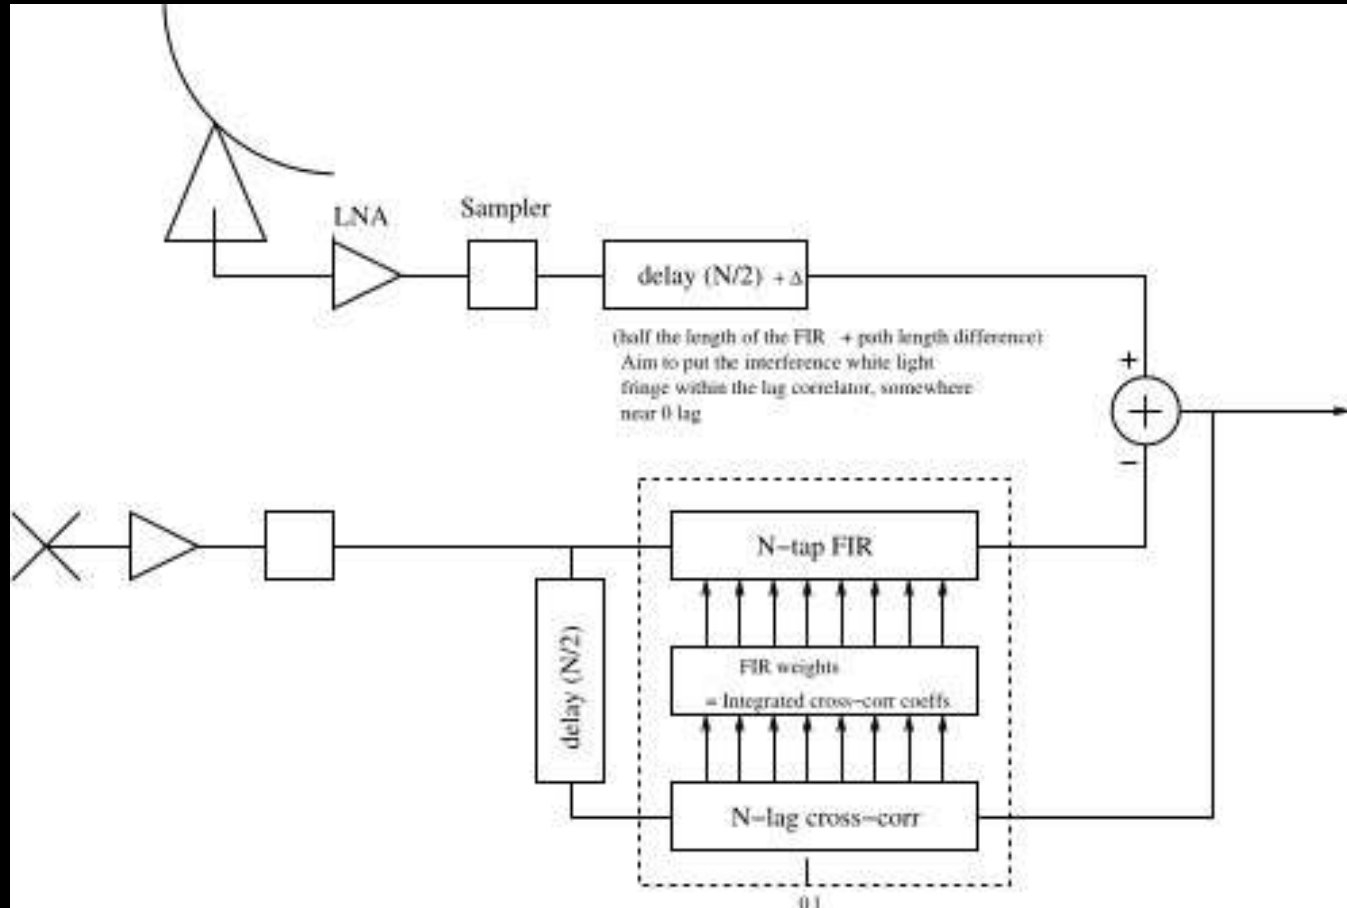 LNA
Sampler
delay (N/2) + Δ
(half the length of the FIR + path length difference)
Aim to put the interference white light
fringe within the lag correlator, somewhere
near 0 lag
+
+
−
N−tap FIR
delay (N/2)
FIR weights
= Integrated cross−corr coeffs
N−lag cross−corr